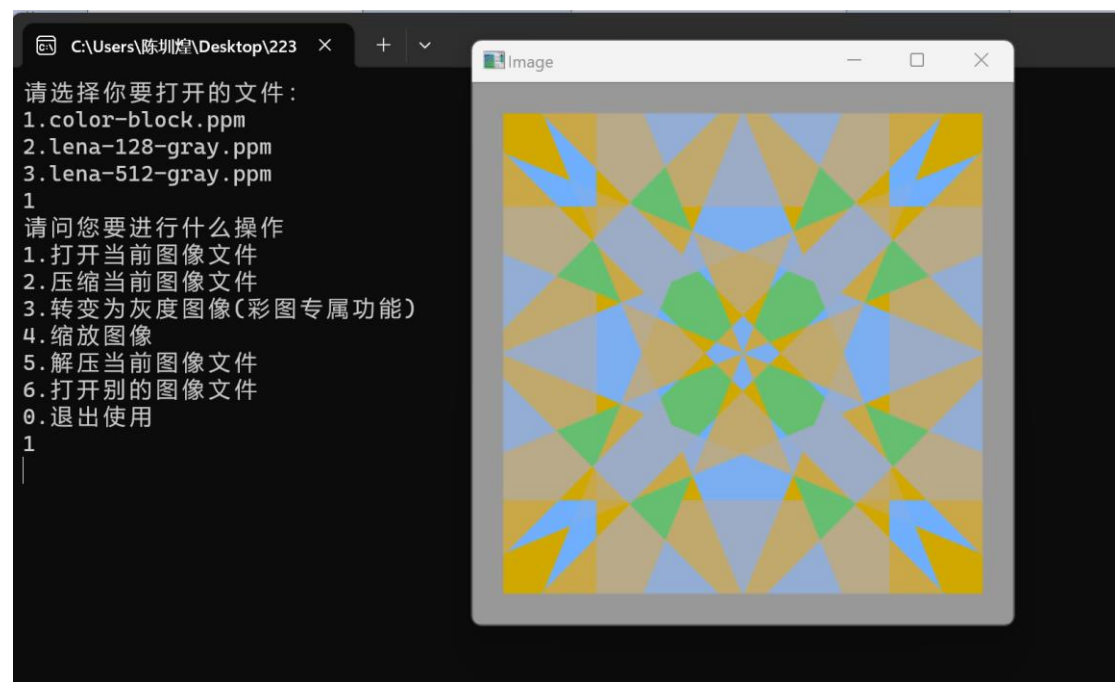 C:\Users\陈圳煌\Desktop\223
Image
请选择你要打开的文件:
1.color-block.ppm
2.lena-128-gray.ppm
3.lena-512-gray.ppm
1
请问您要进行什么操作
1.打开当前图像文件
2.压缩当前图像文件
3.转变为灰度图像(彩图专属功能)
4.缩放图像
5.解压当前图像文件
6.打开别的图像文件
0.退出使用
1